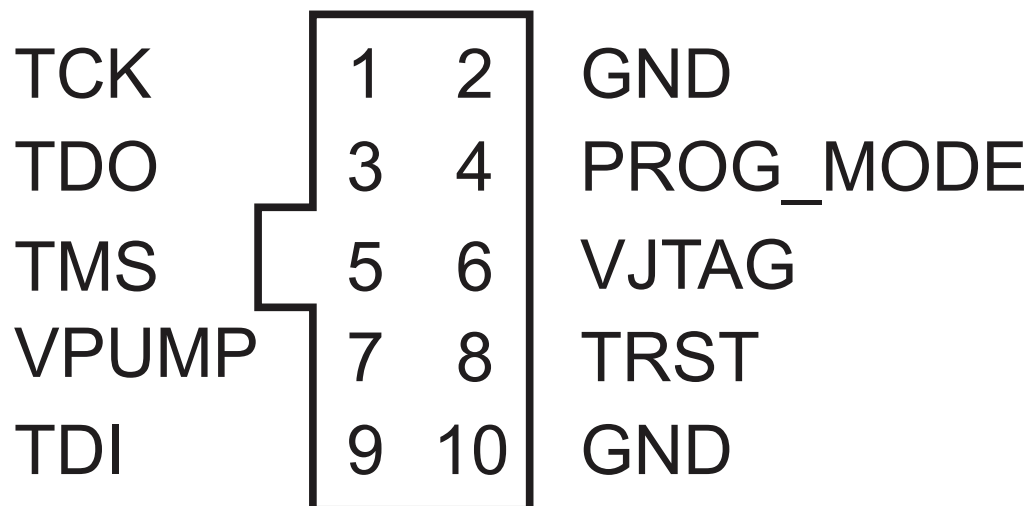 TCK 1 2 GND
TDO 3 4 PROG_MODE
TMS 5 6 VJTAG
VPUMP 7 8 TRST
TDI 9 10 GND